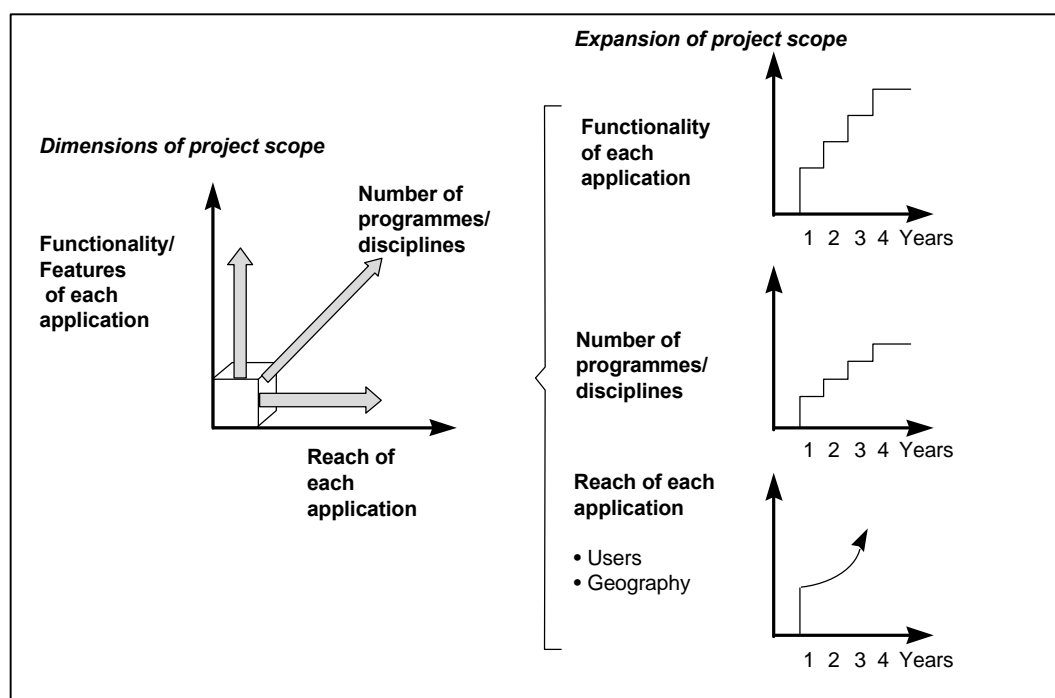 Expansion of project scope
Dimensions of project scope
Functionality/
Features
of each
application
Number of
programmes/
disciplines
Reach of
each
application
Functionality
of each
application
1 2 3 4 Years
Number of
programmes/
disciplines
1 2 3 4 Years
Reach of each
application
• Users
• Geography
1 2 3 4 Years